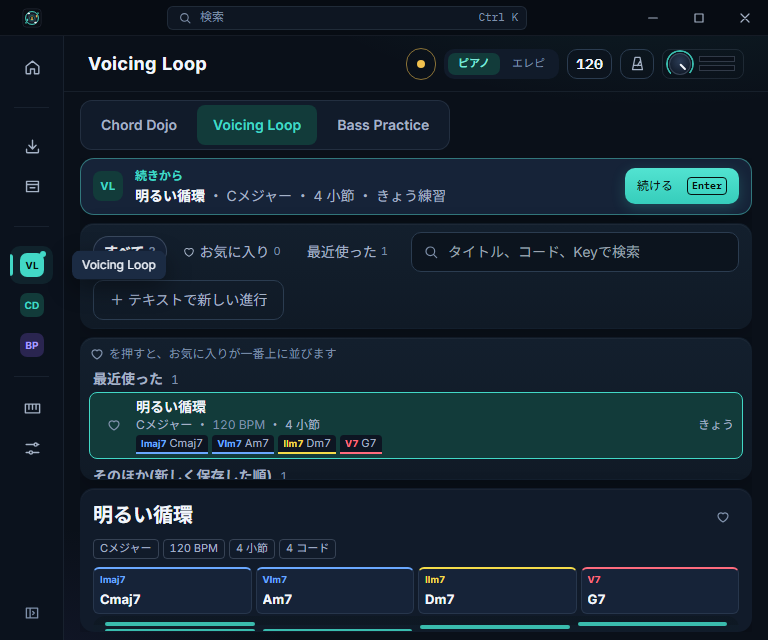 検索 Ctrl K
Voicing Loop ピアノ エレピ 120
Chord Dojo Voicing Loop Bass Practice
VL 続きから
明るい循環 ・ Cメジャー ・ 4 小節 ・ きょう練習 続ける Enter
お気に入り 0 最近使った 1 タイトル、コード、Keyで検索
VL Voicing Loop
CD
BP
＋ テキストで新しい進行
を押すと、お気に入りが一番上に並びます
最近使った 1
明るい循環
Cメジャー ・ 120 BPM ・ 4 小節 きょう
Imaj7 Cmaj7 VIm7 Am7 IIm7 Dm7 V7 G7
そのほか(新しく保存した順) 1
明るい循環
Cメジャー 120 BPM 4 小節 4 コード
Imaj7 VIm7 IIm7 V7
Cmaj7 Am7 Dm7 G7